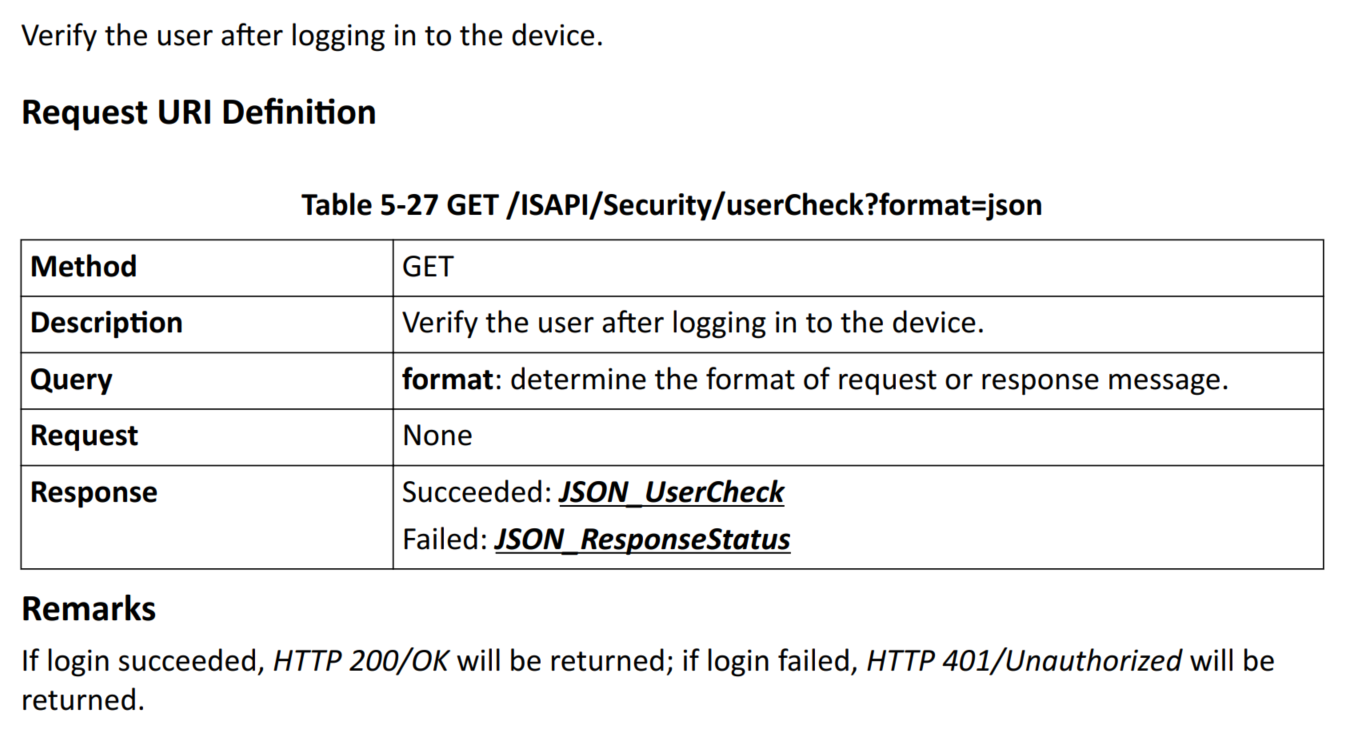 Verify the user after logging in to the device.
Request URI Definition
Table 5-27 GET /ISAPI/Security/userCheck?format=json
Method GET
Description Verify the user after logging in to the device.
Query format: determine the format of request or response message.
Request None
Response Succeeded: JSON_UserCheck
Failed: JSON_ResponseStatus
Remarks
If login succeeded, HTTP 200/OK will be returned; if login failed, HTTP 401/Unauthorized will be
returned.